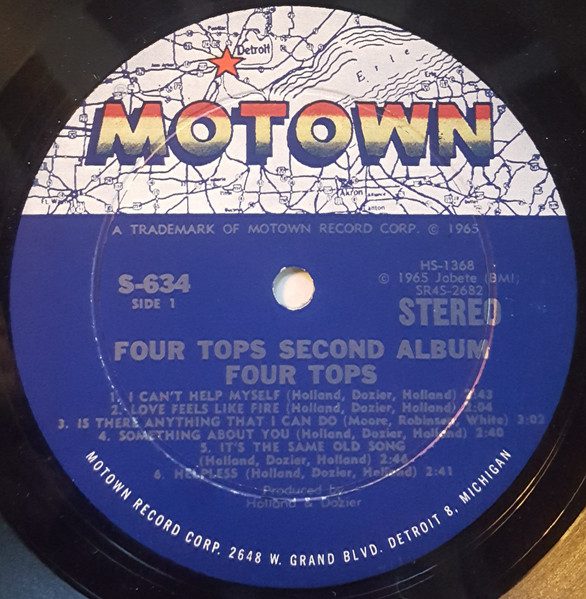 Detroit
Erie
MOTOWN
Akron
Canton
A TRADEMARK OF MOTOWN RECORD CORP. © 1965
S-634
SIDE 1
HS-1368
© 1965 Jobete (BMI)
SR4S-2682
STEREO
FOUR TOPS SECOND ALBUM
FOUR TOPS
1. I CAN'T HELP MYSELF (Holland, Dozier, Holland) 2:43
2. LOVE FEELS LIKE FIRE (Holland, Dozier, Holland) 2:04
3. IS THERE ANYTHING THAT I CAN DO (Moore, Robinson, White) 3:02
4. SOMETHING ABOUT YOU (Holland, Dozier, Holland) 2:40
5. IT'S THE SAME OLD SONG
(Holland, Dozier, Holland) 2:46
6. HELPLESS (Holland, Dozier, Holland) 2:41
Produced by
Holland & Dozier
MOTOWN RECORD CORP. 2648 W. GRAND BLVD. DETROIT 8, MICHIGAN